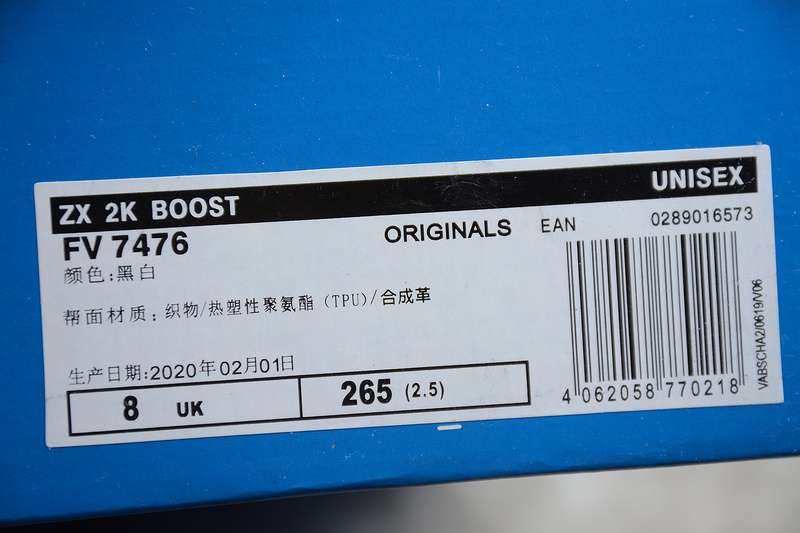 ZX 2K BOOST UNISEX
FV 7476 ORIGINALS EAN 0289016573
颜色:黑白
帮面材质: 织物/热塑性聚氨酯(TPU)/合成革
生产日期:2020年02月01日
8 UK 265 (2.5)
4 062058 770218
VABSCHA2/0619/V06